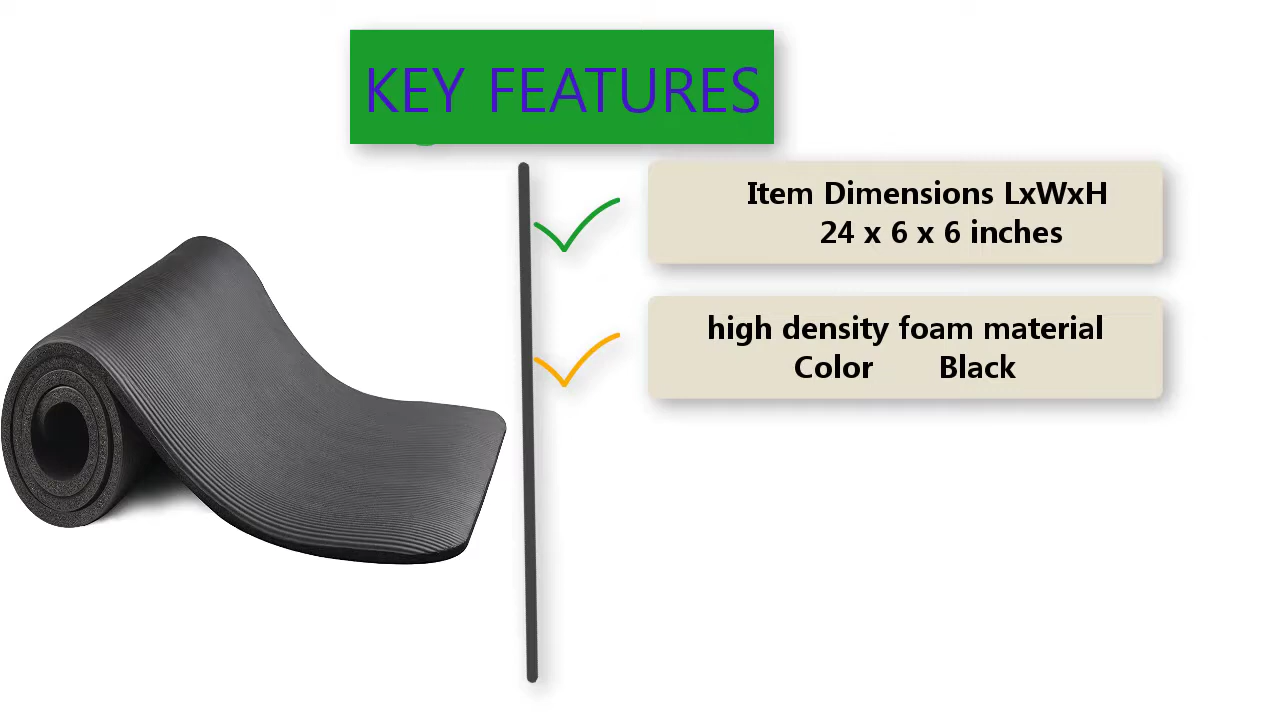 KEY FEATURES
Item Dimensions LxWxH
24 x 6 x 6 inches
high density foam material
Color Black